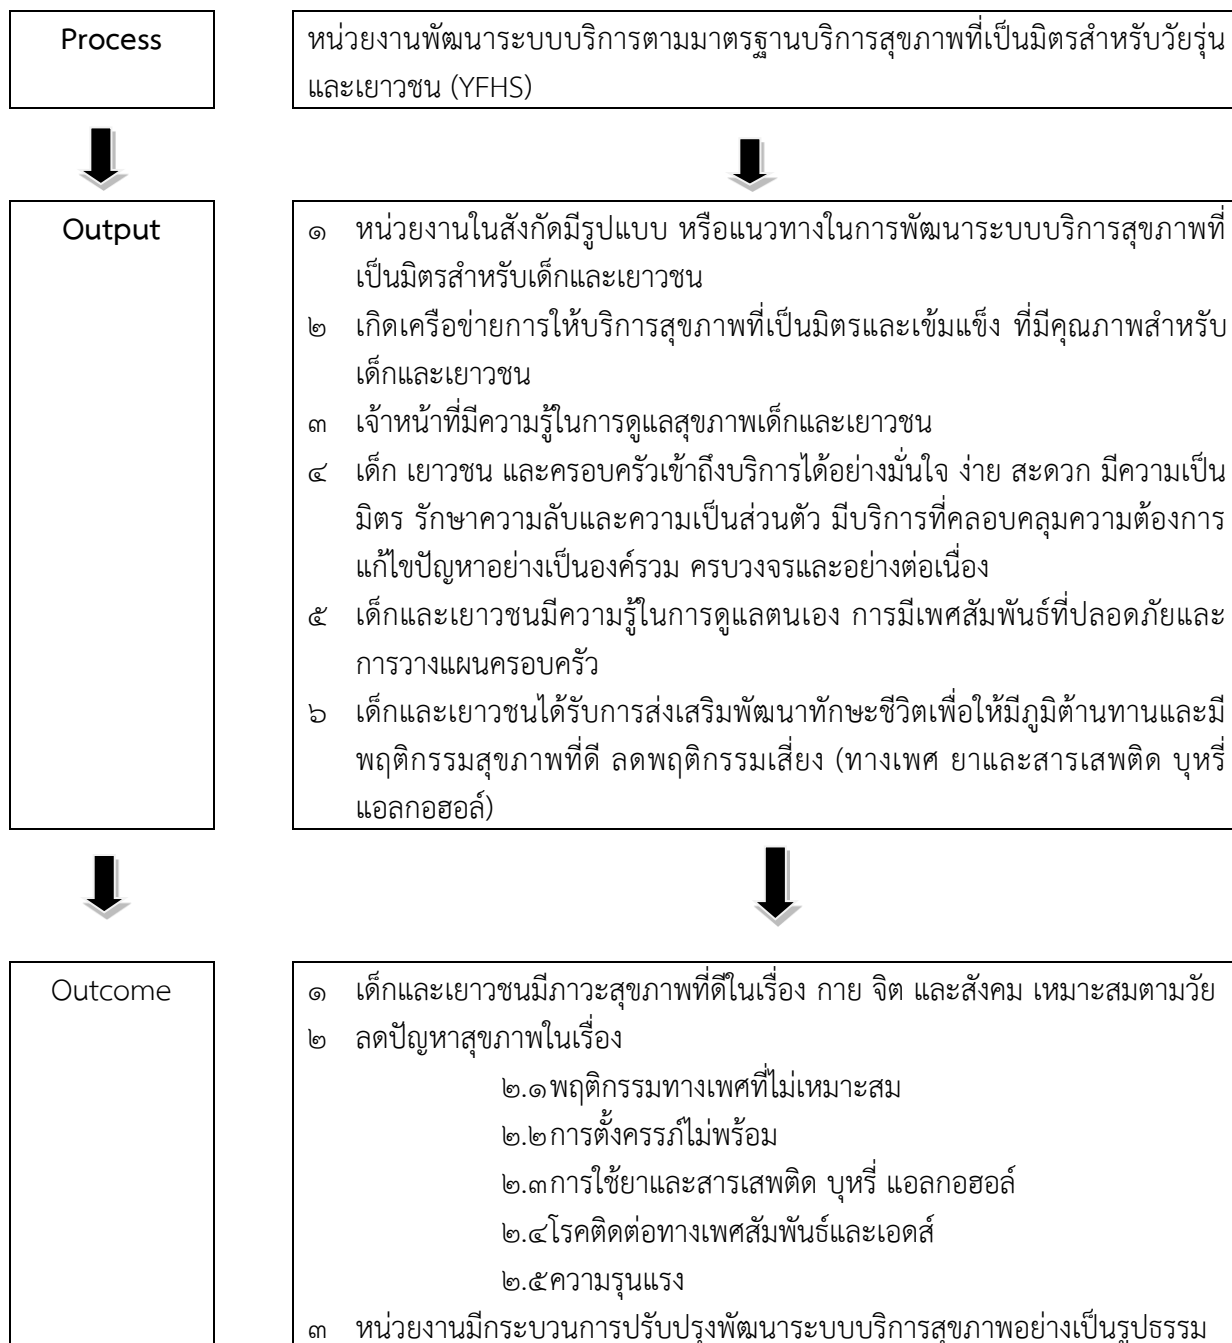 Process
หน่วยงานพัฒนาระบบบริการตามมาตรฐานบริการสุขภาพที่เป็นมิตรสำหรับวัยรุ่น
และเยาวชน (YFHS)
Output
๑ หน่วยงานในสังกัดมีรูปแบบ หรือแนวทางในการพัฒนาระบบบริการสุขภาพที่
เป็นมิตรสำหรับเด็กและเยาวชน
๒ เกิดเครือข่ายการให้บริการสุขภาพที่เป็นมิตรและเข้มแข็ง ที่มีคุณภาพสำหรับ
เด็กและเยาวชน
๓ เจ้าหน้าที่มีความรู้ในการดูแลสุขภาพเด็กและเยาวชน
๔ เด็ก เยาวชน และครอบครัวเข้าถึงบริการได้อย่างมั่นใจ ง่าย สะดวก มีความเป็น
มิตร รักษาความลับและความเป็นส่วนตัว มีบริการที่คลอบคลุมความต้องการ
แก้ไขปัญหาอย่างเป็นองค์รวม ครบวงจรและอย่างต่อเนื่อง
๕ เด็กและเยาวชนมีความรู้ในการดูแลตนเอง การมีเพศสัมพันธ์ที่ปลอดภัยและ
การวางแผนครอบครัว
๖ เด็กและเยาวชนได้รับการส่งเสริมพัฒนาทักษะชีวิตเพื่อให้มีภูมิต้านทานและมี
พฤติกรรมสุขภาพที่ดี ลดพฤติกรรมเสี่ยง (ทางเพศ ยาและสารเสพติด บุหรี่
แอลกอฮอล์)
Outcome
๑ เด็กและเยาวชนมีภาวะสุขภาพที่ดีในเรื่อง กาย จิต และสังคม เหมาะสมตามวัย
๒ ลดปัญหาสุขภาพในเรื่อง
๒.๑พฤติกรรมทางเพศที่ไม่เหมาะสม
๒.๒การตั้งครรภ์ไม่พร้อม
๒.๓การใช้ยาและสารเสพติด บุหรี่ แอลกอฮอล์
๒.๔โรคติดต่อทางเพศสัมพันธ์และเอดส์
๒.๕ความรุนแรง
๓ หน่วยงานมีกระบวนการปรับปรุงพัฒนาระบบบริการสุขภาพอย่างเป็นรูปธรรม